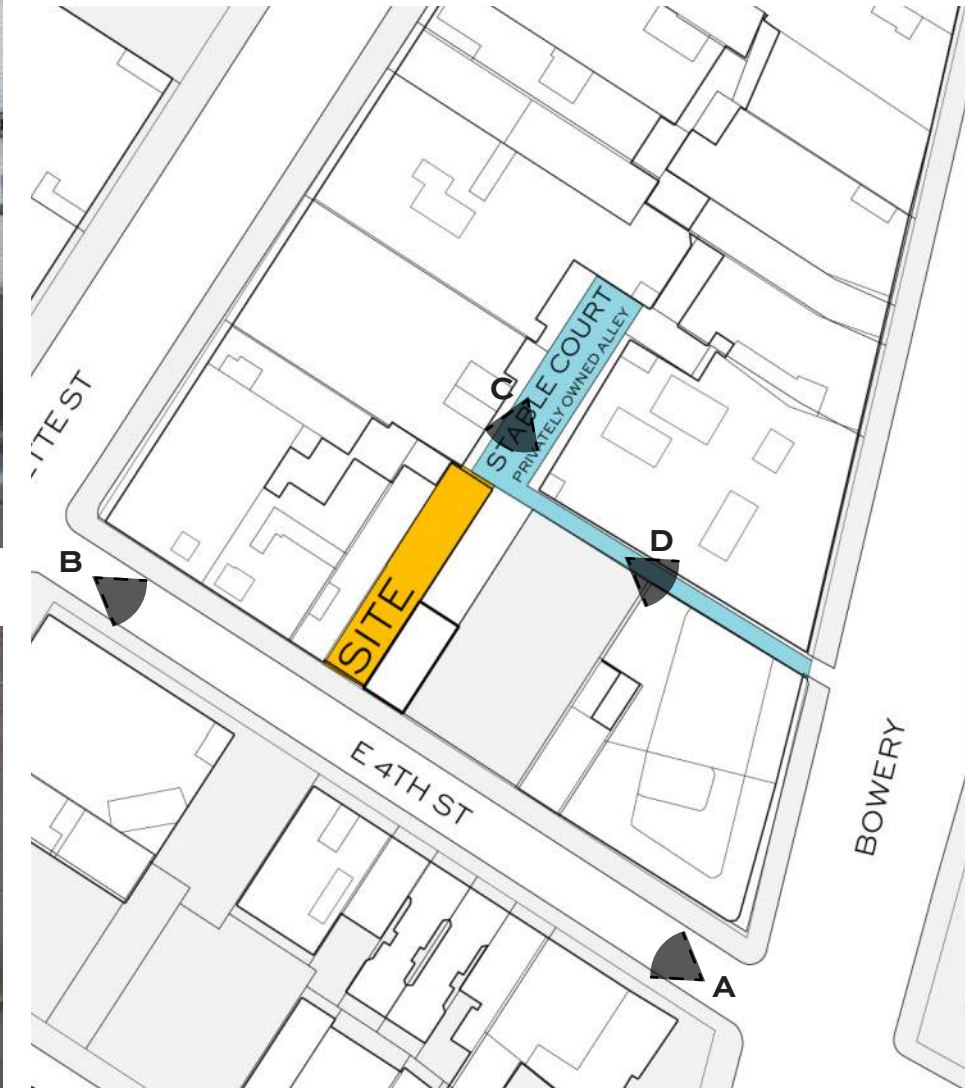 STABLE COURT
PRIVATELY OWNED ALLEY
C
D
B
SITE
E 4TH ST
BOWERY
A